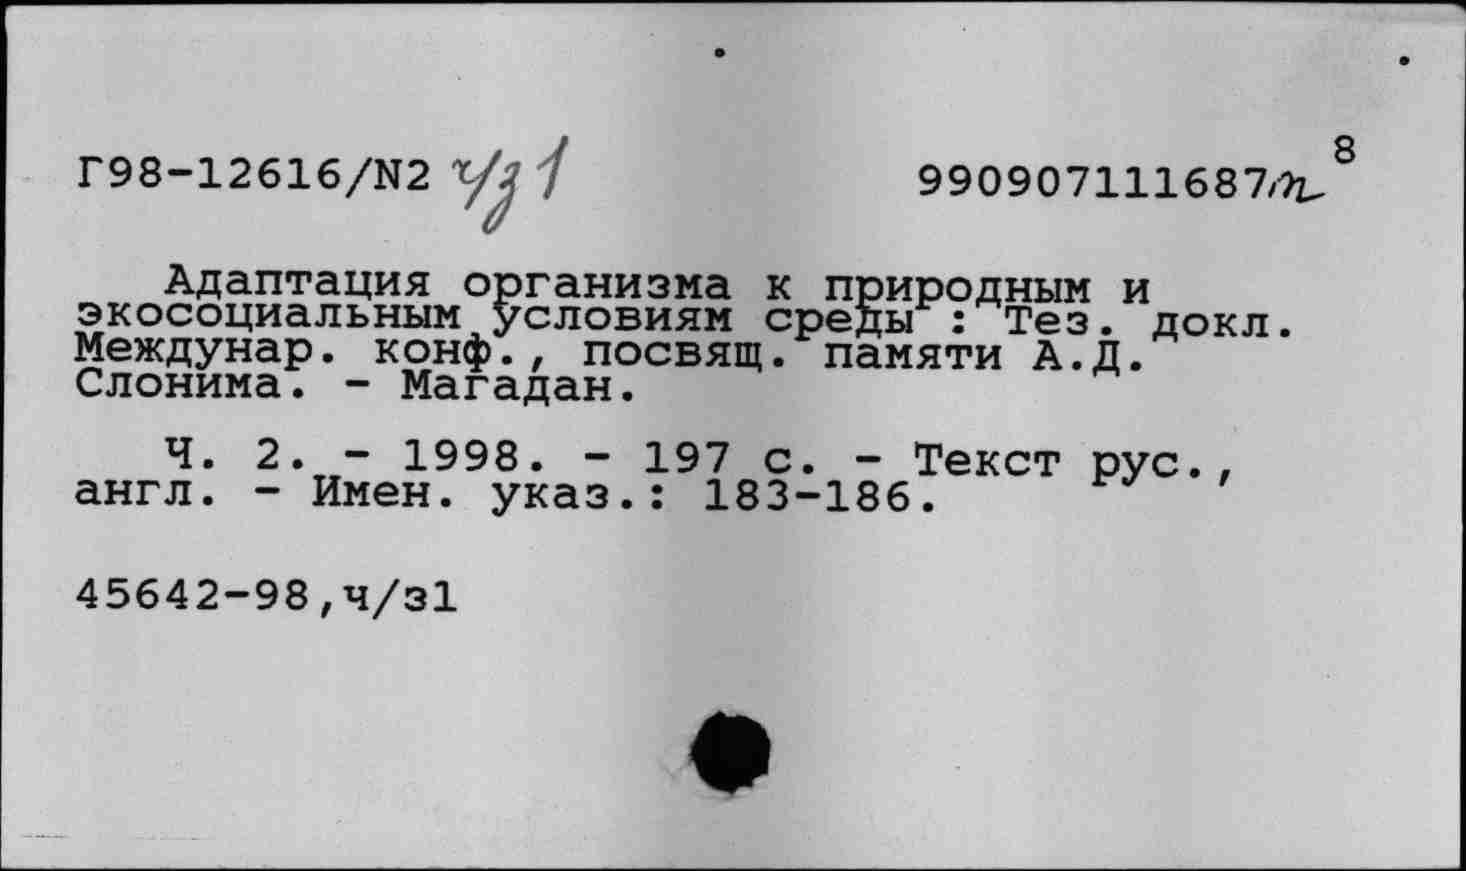 Г98-12616/N2 ч/з1
8
990907111687
Адаптация организма к природным и
экосоциальным условиям среды : Тез. докл.
Междунар. конф., посвящ. памяти А.Д.
Слонима. - Магадан.
Ч. 2. - 1998. - 197 с. - Текст рус.,
англ. - Имен. указ.: 183-186.
45642-98,ч/з1